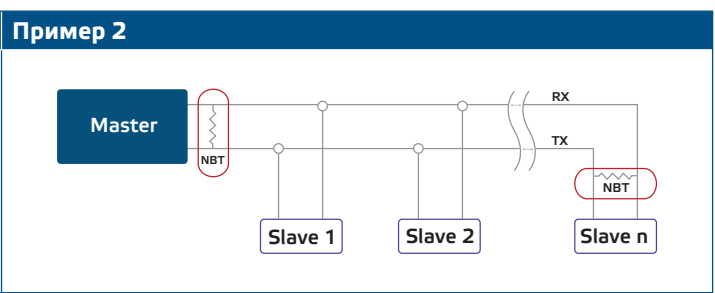 Пример 2
RX
Master
TX
NBT
NBT
Slave 1
Slave 2
Slave n